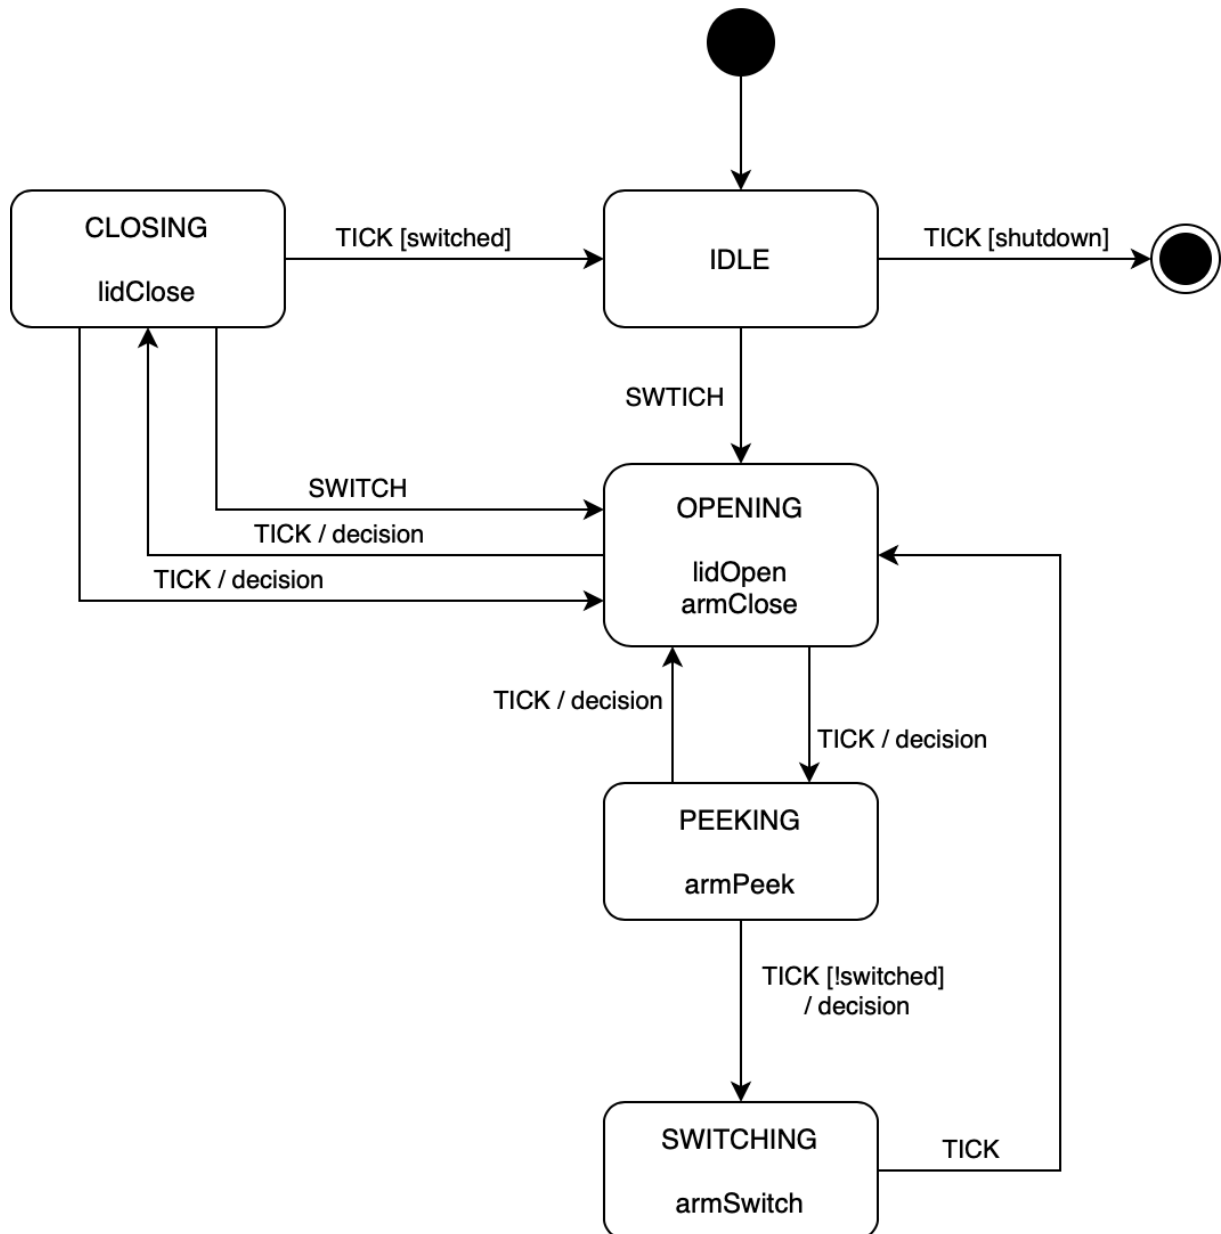 CLOSING
lidClose
TICK [switched]
IDLE
TICK [shutdown]
SWTICH
SWITCH
TICK / decision
TICK / decision
OPENING
lidOpen
armClose
TICK / decision
TICK / decision
PEEKING
armPeek
TICK [!switched]
/ decision
SWITCHING
armSwitch
TICK